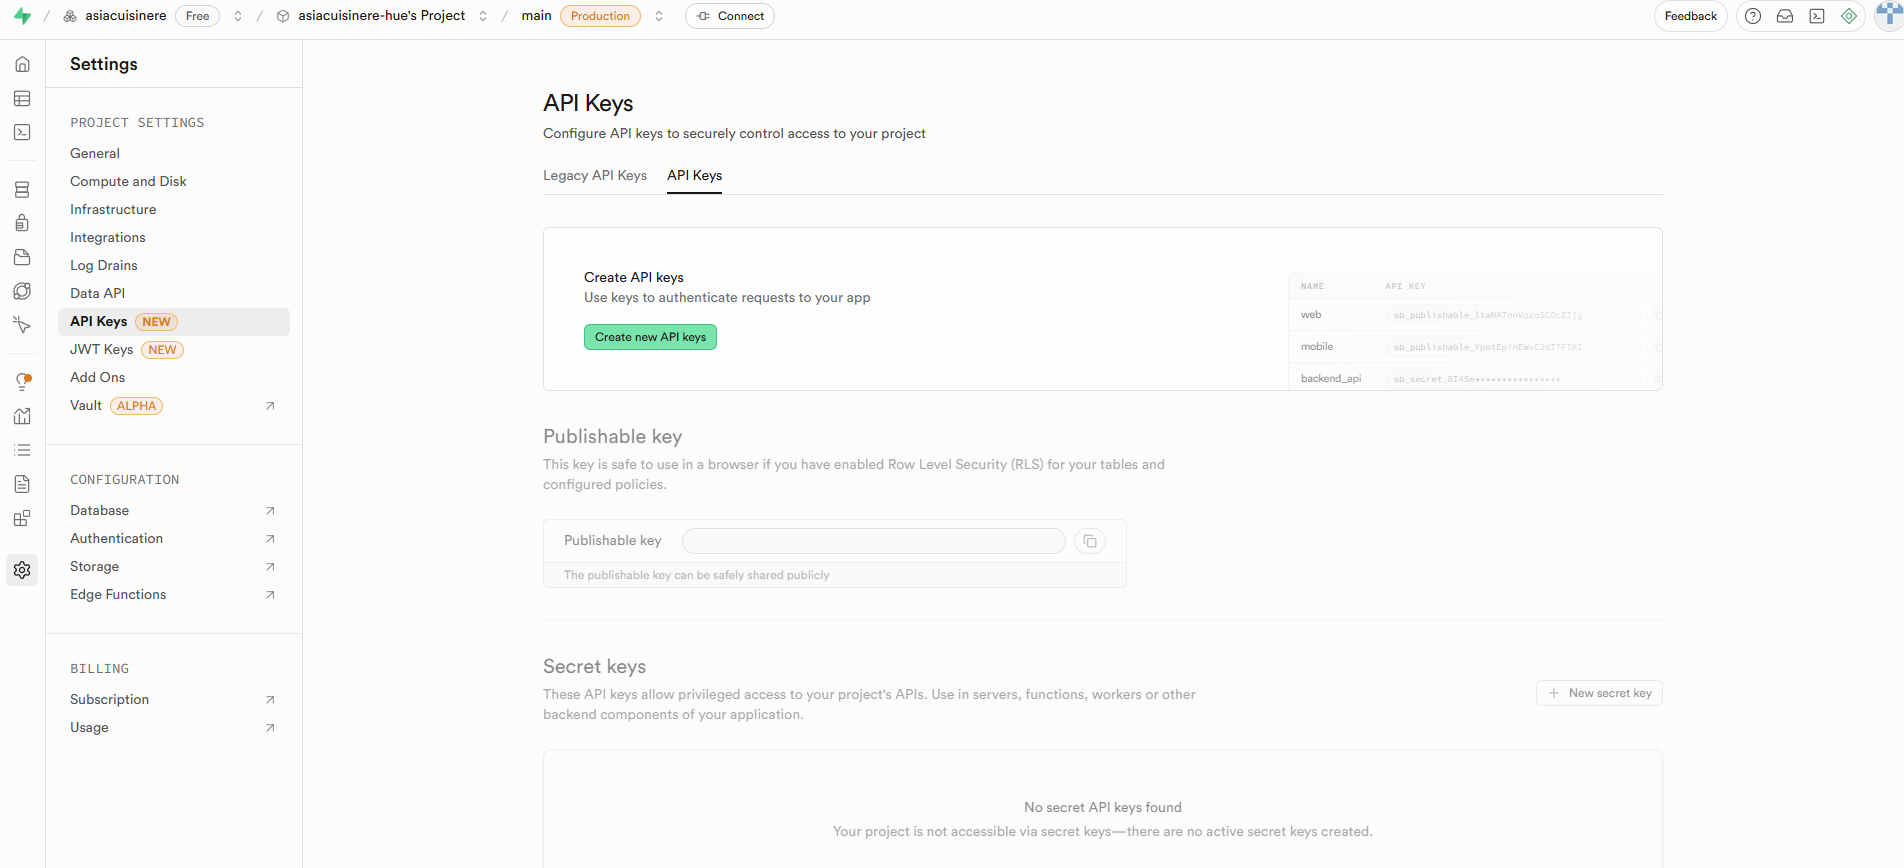 asiacuisinere Free asiacuisinere-hue's Project main Production Connect Feedback
Settings
PROJECT SETTINGS
General
Compute and Disk
Infrastructure
Integrations
Log Drains
Data API
API Keys NEW
JWT Keys NEW
Add Ons
Vault ALPHA
CONFIGURATION
Database
Authentication
Storage
Edge Functions
BILLING
Subscription
Usage
API Keys
Configure API keys to securely control access to your project
Legacy API Keys API Keys
Create API keys
Use keys to authenticate requests to your app
Create new API keys
NAME API KEY
web
mobile
backend_api sb_secret_8I4Se••••••••••••••••
Publishable key
This key is safe to use in a browser if you have enabled Row Level Security (RLS) for your tables and
configured policies.
Publishable key
The publishable key can be safely shared publicly
Secret keys
These API keys allow privileged access to your project's APIs. Use in servers, functions, workers or other
backend components of your application.
New secret key
No secret API keys found
Your project is not accessible via secret keys—there are no active secret keys created.